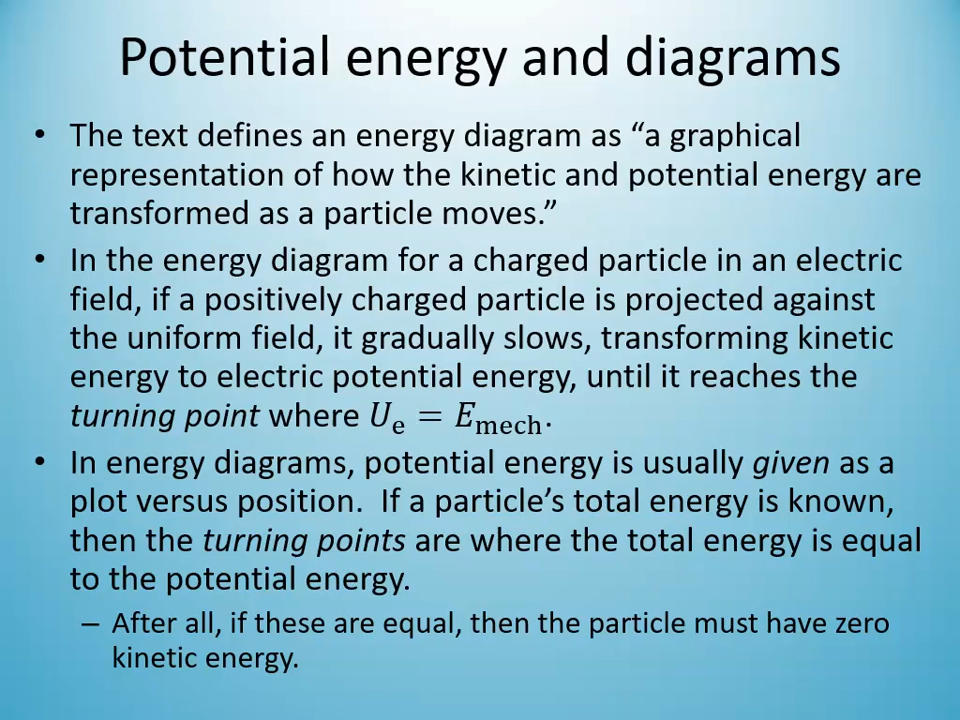 Potential energy and diagrams
• The text defines an energy diagram as “a graphical
representation of how the kinetic and potential energy are
transformed as a particle moves.”
• In the energy diagram for a charged particle in an electric
field, if a positively charged particle is projected against
the uniform field, it gradually slows, transforming kinetic
energy to electric potential energy, until it reaches the
turning point where Uₑ = E_mech.
• In energy diagrams, potential energy is usually given as a
plot versus position.  If a particle’s total energy is known,
then the turning points are where the total energy is equal
to the potential energy.
– After all, if these are equal, then the particle must have zero
kinetic energy.